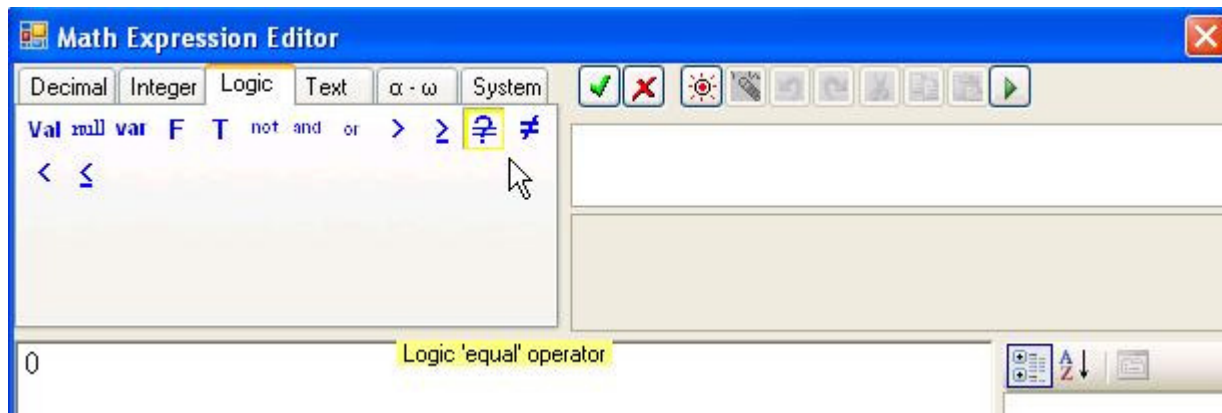 Math Expression Editor
Decimal Integer Logic Text α - ω System
Val null var F T not and or > ≥ ≟ ≠
< ≤
Logic 'equal' operator
0
A
Z